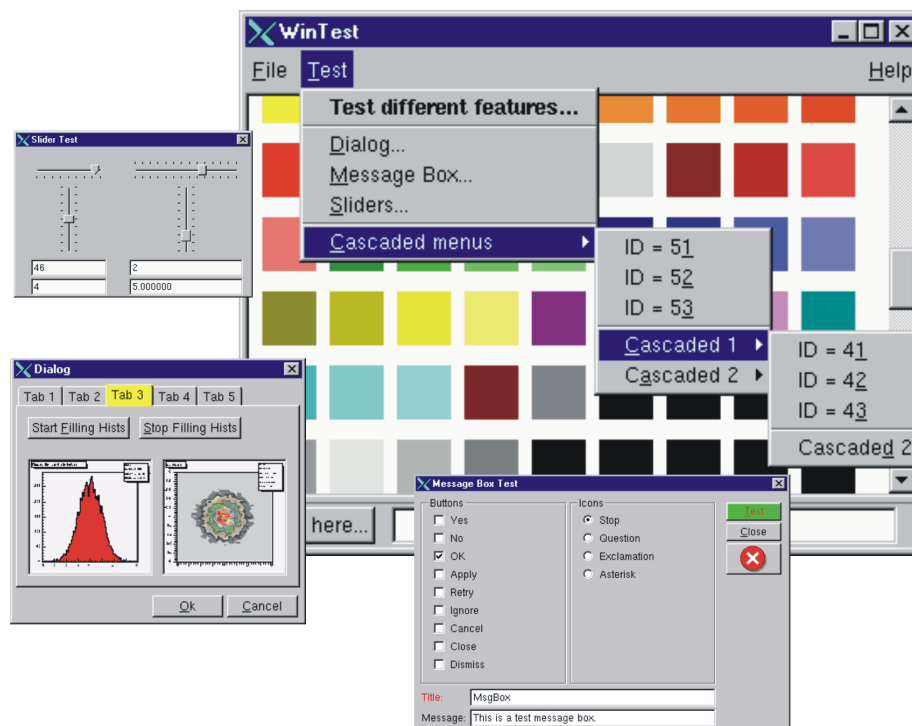 WinTest
File Test Help
Test different features...
Dialog...
Message Box...
Sliders...
Cascaded menus
ID = 51
ID = 52
ID = 53
Cascaded 1
Cascaded 2
ID = 41
ID = 42
ID = 43
Cascaded 2
here...
Slider Test
46 2
4 5.000000
Dialog
Tab 1 Tab 2 Tab 3 Tab 4 Tab 5
Start Filling Hists Stop Filling Hists
Ok Cancel
Message Box Test
Buttons
Yes
No
OK
Apply
Retry
Ignore
Cancel
Close
Dismiss
Icons
Stop
Question
Exclamation
Asterisk
Test
Close
Title: MsgBox
Message: This is a test message box.